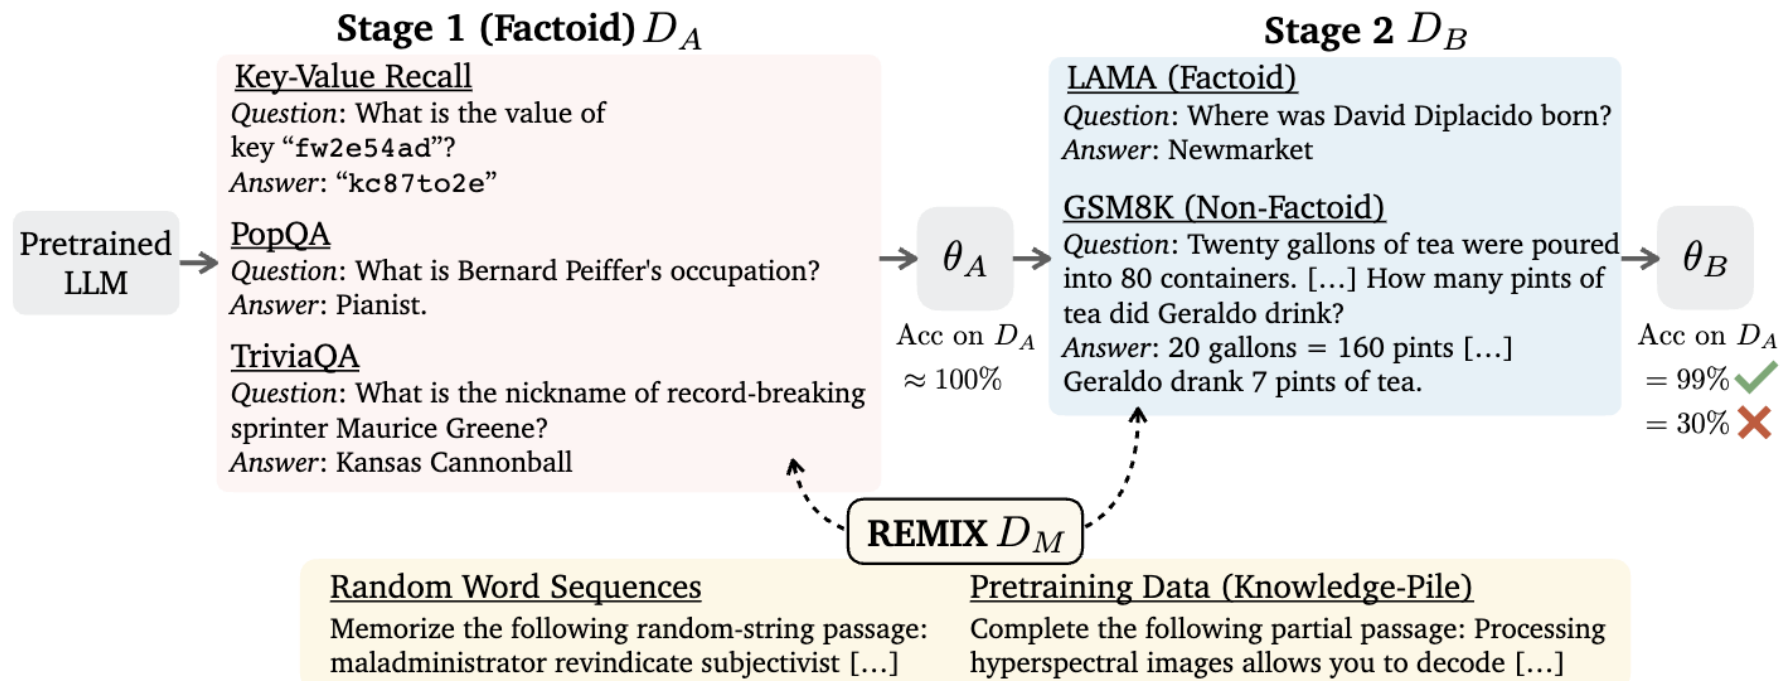 Stage 1 (Factoid) D_A
Key-Value Recall
Question: What is the value of
key “fw2e54ad”?
Answer: “kc87to2e”
PopQA
Question: What is Bernard Peiffer's occupation?
Answer: Pianist.
TriviaQA
Question: What is the nickname of record-breaking
sprinter Maurice Greene?
Answer: Kansas Cannonball
Pretrained
LLM
θ_A
Acc on D_A
≈ 100%
Stage 2 D_B
LAMA (Factoid)
Question: Where was David Diplacido born?
Answer: Newmarket
GSM8K (Non-Factoid)
Question: Twenty gallons of tea were poured
into 80 containers. [...] How many pints of
tea did Geraldo drink?
Answer: 20 gallons = 160 pints [...]
Geraldo drank 7 pints of tea.
θ_B
Acc on D_A
= 99%
= 30%
REMIX D_M
Random Word Sequences
Memorize the following random-string passage:
maladministrator revindicate subjectivist [...]
Pretraining Data (Knowledge-Pile)
Complete the following partial passage: Processing
hyperspectral images allows you to decode [...]